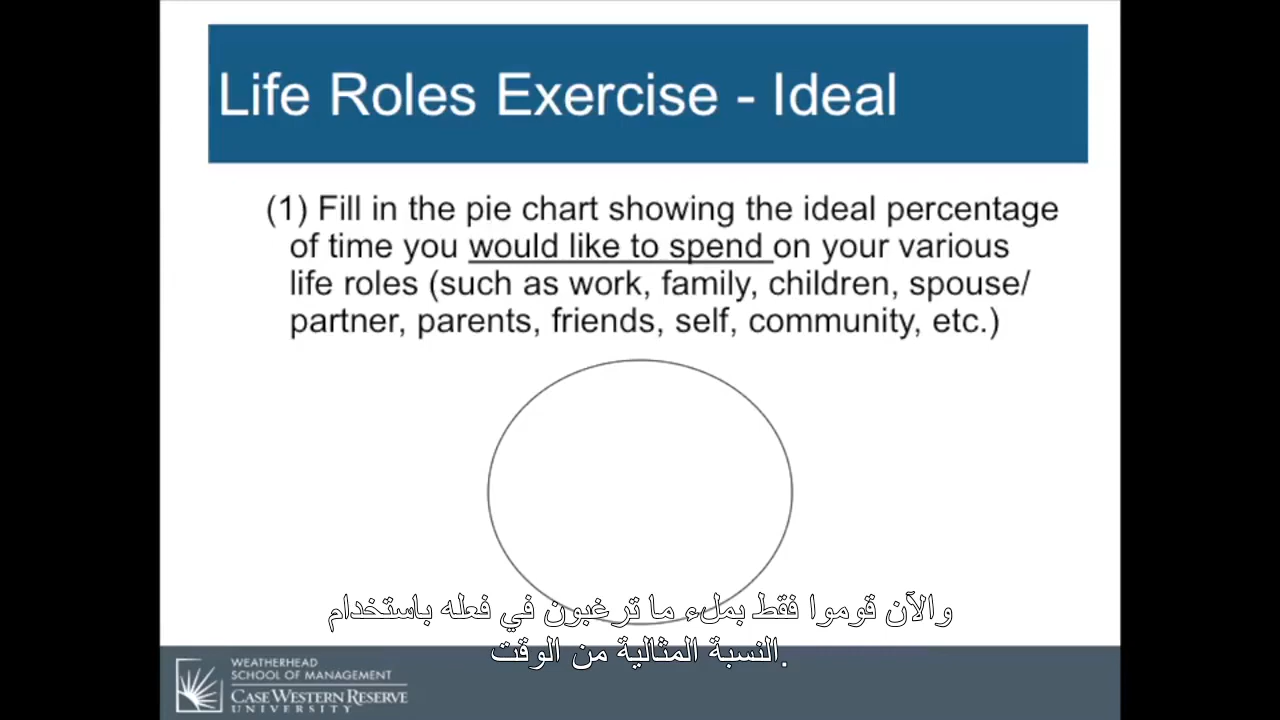 Life Roles Exercise - Ideal
(1) Fill in the pie chart showing the ideal percentage
of time you would like to spend on your various
life roles (such as work, family, children, spouse/
partner, parents, friends, self, community, etc.)
والآن قوموا فقط بملء ما ترغبون في فعله باستخدام
النسبة المثالية من الوقت.
WEATHERHEAD
SCHOOL OF MANAGEMENT
CASE WESTERN RESERVE
UNIVERSITY